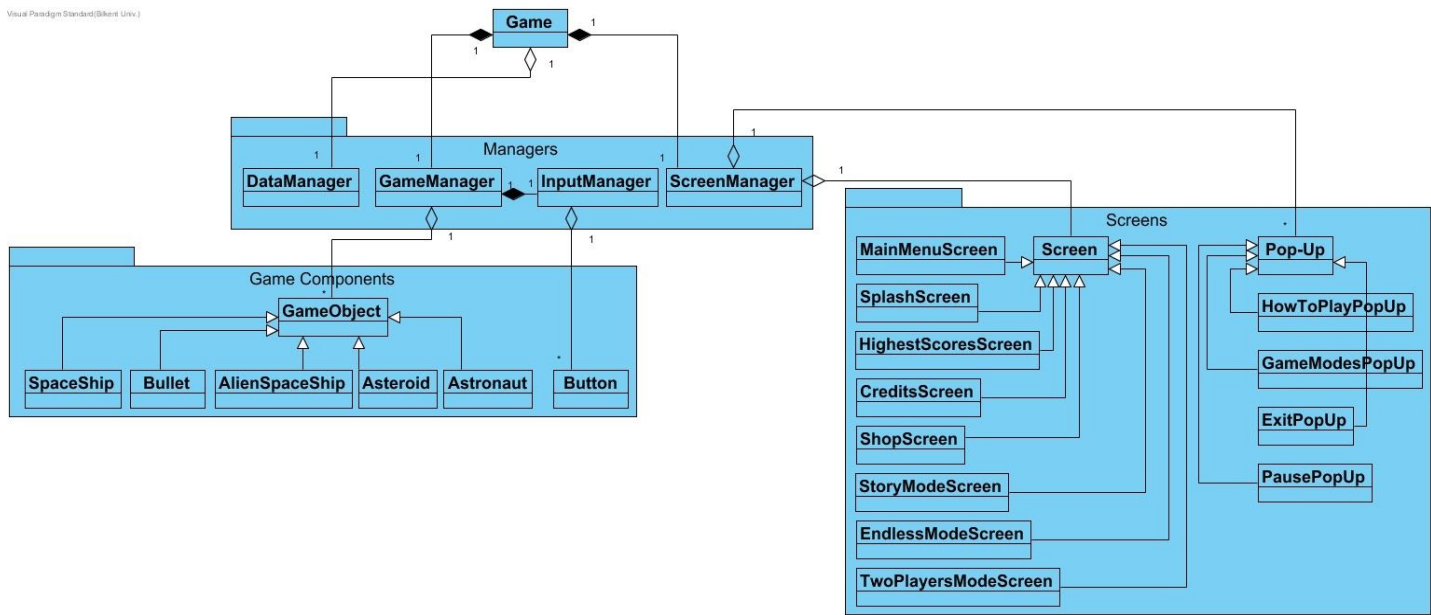 Visual Paradigm Standard(Bilkent Univ.)
Game
1
1
1
1
Managers
1
1
1
1
DataManager
GameManager
1
1
InputManager
ScreenManager
1
1
1
Screens
*
MainMenuScreen
Screen
Pop-Up
Game Components
*
GameObject
SplashScreen
HowToPlayPopUp
HighestScoresScreen
GameModesPopUp
*
SpaceShip
Bullet
AlienSpaceShip
Asteroid
Astronaut
Button
CreditsScreen
ExitPopUp
ShopScreen
StoryModeScreen
PausePopUp
EndlessModeScreen
TwoPlayersModeScreen